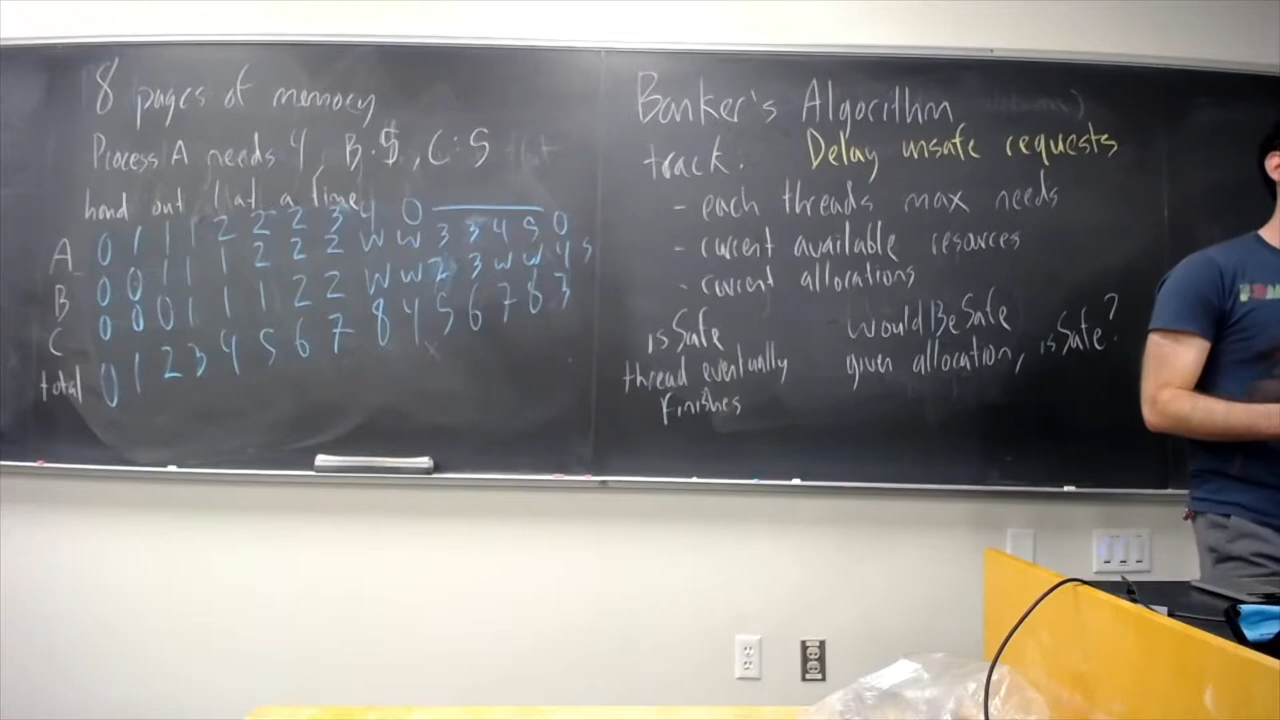 8 pages of memory
Process A needs 4, B: 5, C: 5
hand out 1 at a time
A 0 1 1 1 2 2 2 3 4 0
B 0 0 1 1 1 2 2 2 W W 3 3 4 5 0
C 0 0 0 1 1 1 2 2 W W 2 3 W W 4 5
total 0 1 2 3 4 5 6 7 8 4 5 6 7 8 3
Banker's Algorithm
track: Delay unsafe requests
- each threads max needs
- current available resources
- current allocations
isSafe
thread eventually
finishes
wouldBeSafe
given allocation, isSafe?